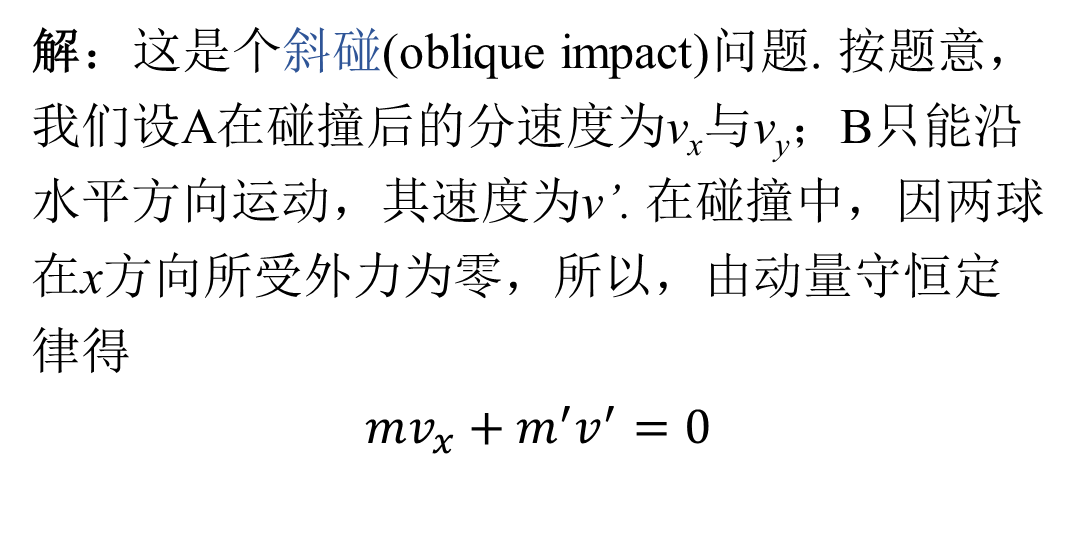 解：这是个斜碰(oblique impact)问题. 按题意，
我们设A在碰撞后的分速度为vₓ与v_y；B只能沿
水平方向运动，其速度为v’. 在碰撞中，因两球
在x方向所受外力为零，所以，由动量守恒定
律得
mvₓ + m′v′ = 0